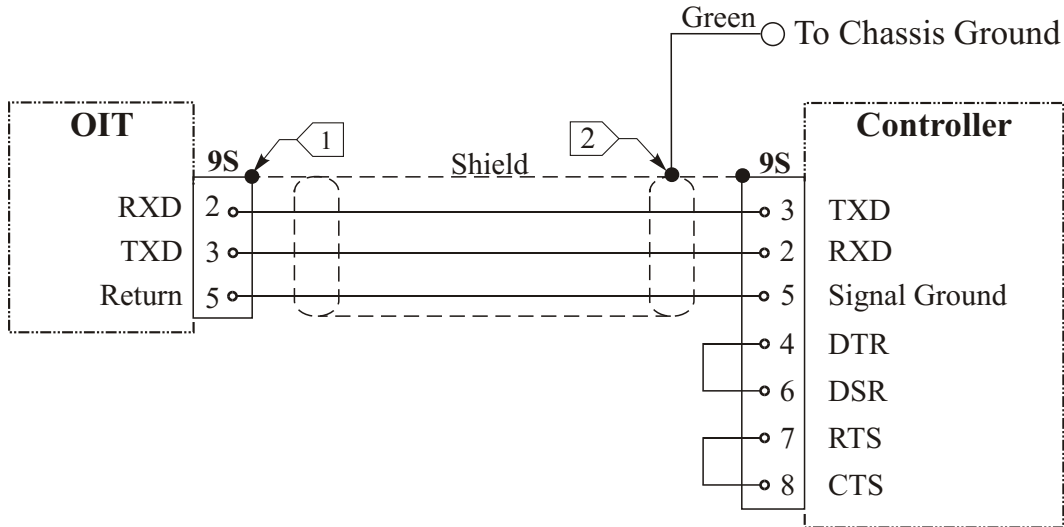 Green
To Chassis Ground
OIT
Controller
1
2
9S
Shield
9S
RXD 2
3 TXD
TXD 3
2 RXD
Return 5
5 Signal Ground
4 DTR
6 DSR
7 RTS
8 CTS